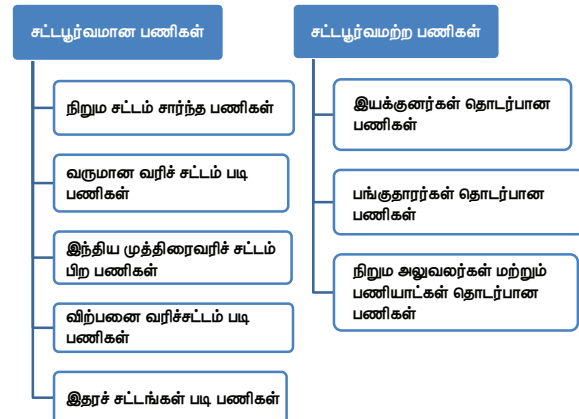 சட்டபூர்வமான பணிகள்
நிறும சட்டம் சார்ந்த பணிகள்
வருமான வரிச் சட்டம் படி
பணிகள்
இந்திய முத்திரைவரிச் சட்டம்
பிற பணிகள்
விற்பனை வரிச்சட்டம் படி
பணிகள்
இதரச் சட்டங்கள் படி பணிகள்
சட்டபூர்வமற்ற பணிகள்
இயக்குனர்கள் தொடர்பான
பணிகள்
பங்குதாரர்கள் தொடர்பான
பணிகள்
நிறும அலுவலர்கள் மற்றும்
பணியாட்கள் தொடர்பான
பணிகள்